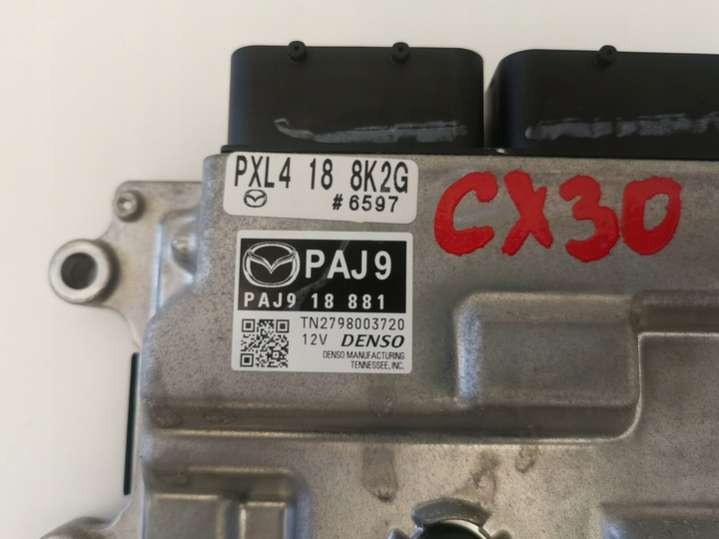 PXL4 18 8K2G
#6597
CX30
PAJ9
PAJ9 18 881
TN2798003720
12V DENSO
DENSO MANUFACTURING
TENNESSEE, INC.